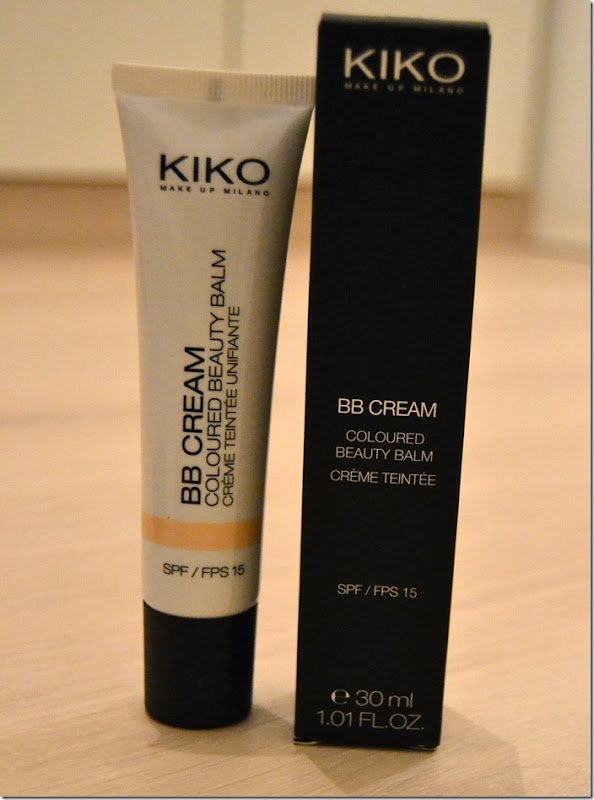 KIKO
MAKE UP MILANO
BB CREAM
COLOURED BEAUTY BALM
CRÈME TEINTÉE UNIFIANTE
SPF / FPS 15
KIKO
MAKE UP MILANO
BB CREAM
COLOURED
BEAUTY BALM
CRÈME TEINTÉE
SPF / FPS 15
℮ 30 ml
1.01 FL.OZ.